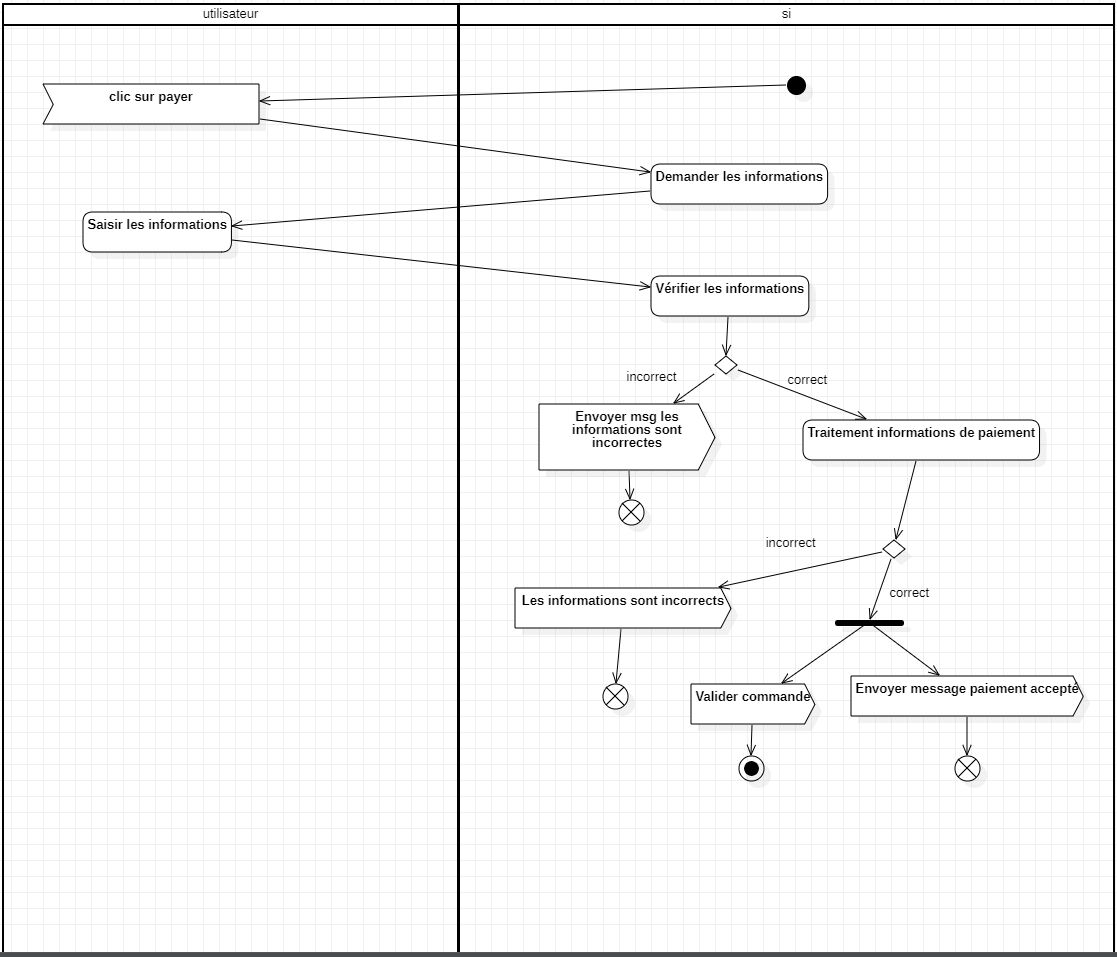 utilisateur
si
clic sur payer
Demander les informations
Saisir les informations
Vérifier les informations
incorrect
correct
Envoyer msg les
informations sont
incorrectes
Traitement informations de paiement
incorrect
correct
Les informations sont incorrects
Valider commande
Envoyer message paiement accepté